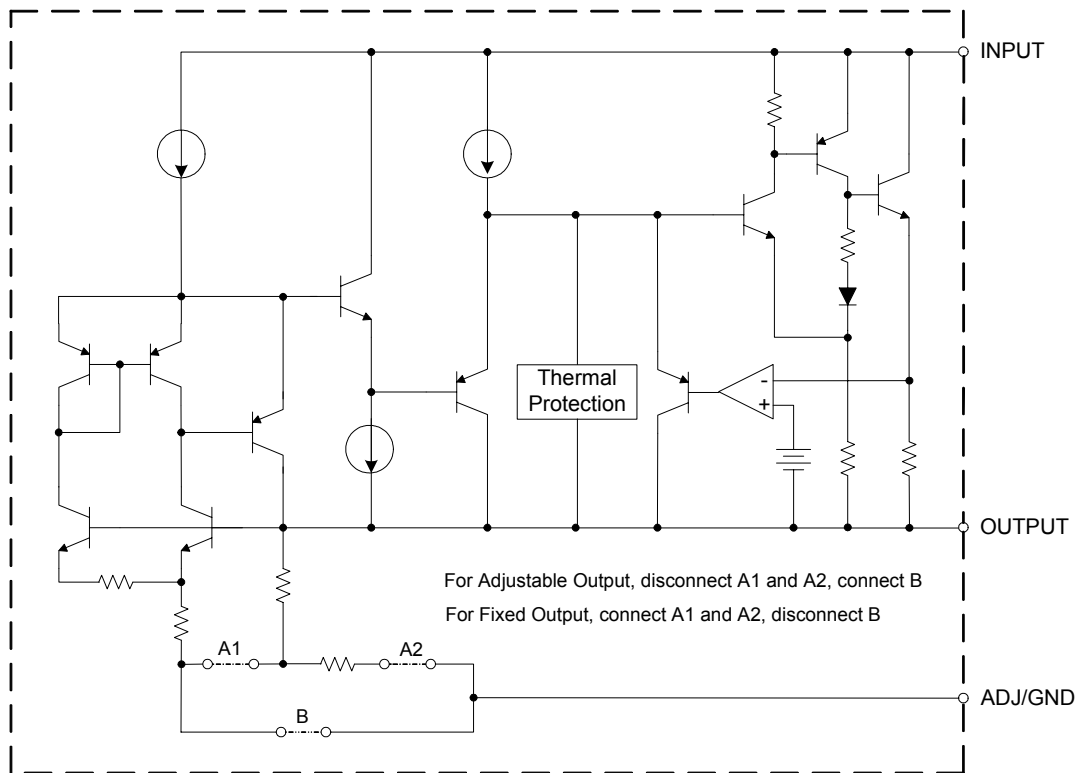 INPUT
Thermal
Protection
-
+
OUTPUT
For Adjustable Output, disconnect A1 and A2, connect B
For Fixed Output, connect A1 and A2, disconnect B
A1
A2
ADJ/GND
B